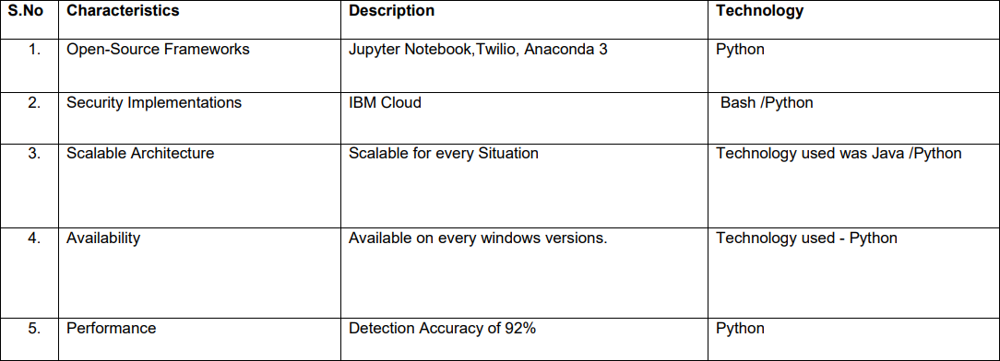 S.No Characteristics Description Technology
1. Open-Source Frameworks Jupyter Notebook,Twilio, Anaconda 3 Python
2. Security Implementations IBM Cloud Bash /Python
3. Scalable Architecture Scalable for every Situation Technology used was Java /Python
4. Availability Available on every windows versions. Technology used - Python
5. Performance Detection Accuracy of 92% Python